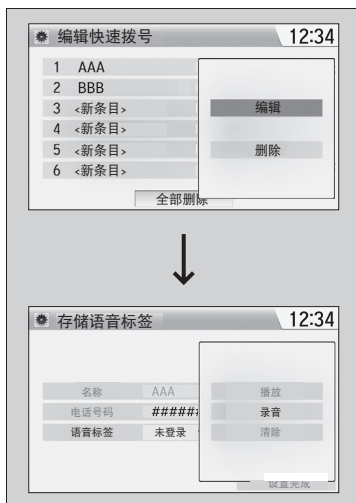 编辑快速拨号 12:34
1 AAA
2 BBB
3 <新条目>
4 <新条目>
5 <新条目>
6 <新条目>
编辑
删除
全部删除
存储语音标签 12:34
名称 AAA
电话号码 #####
语音标签 未登录
播放
录音
清除
设置完成